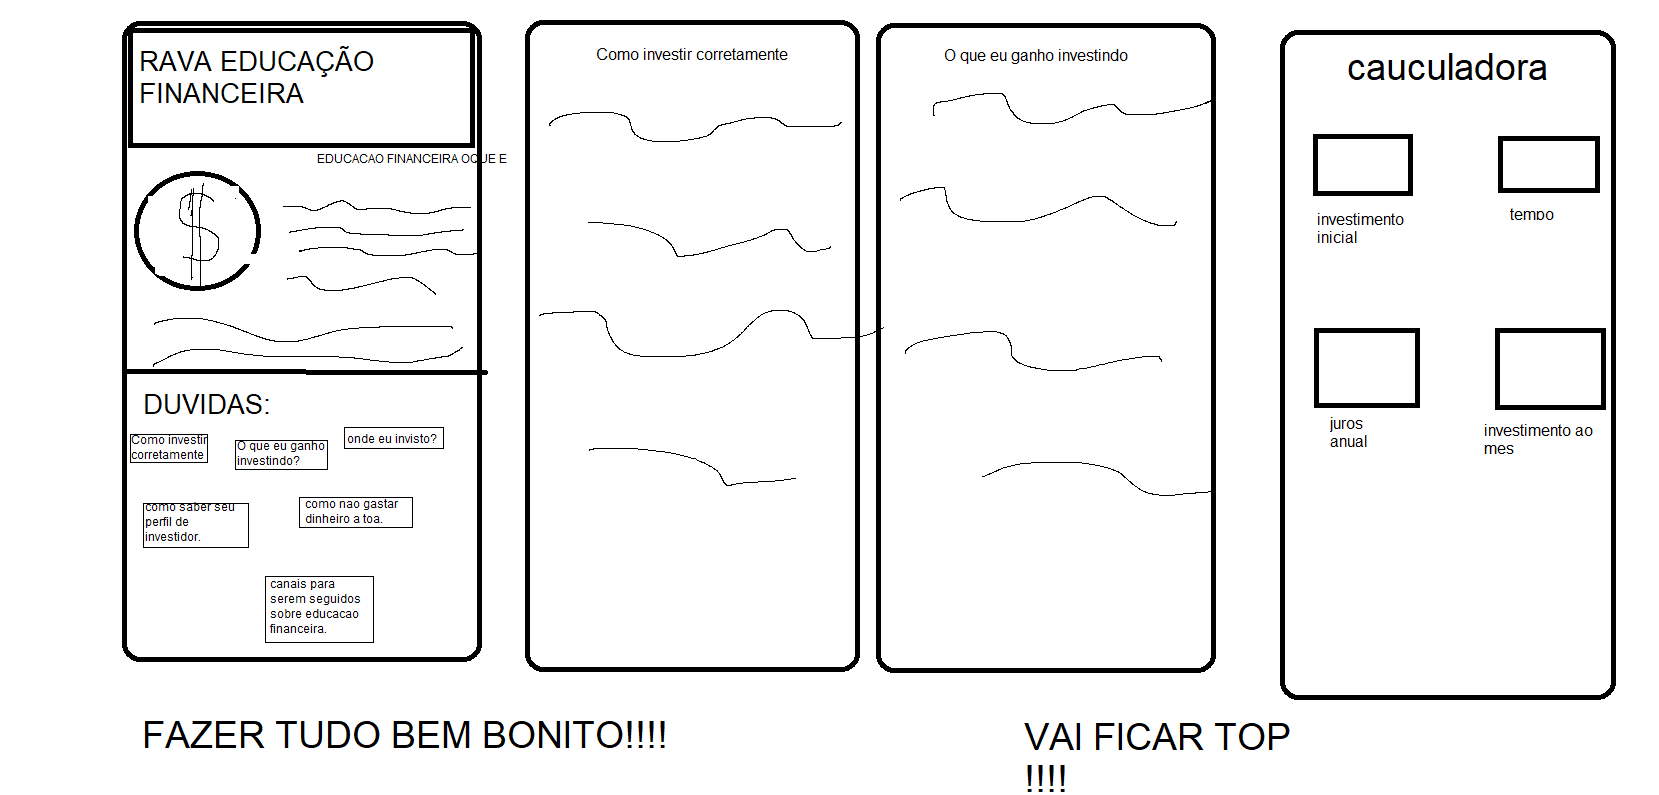 RAVA EDUCAÇÃO
FINANCEIRA
EDUCACAO FINANCEIRA OQUE E
$
DUVIDAS:
Como investir
corretamente
O que eu ganho
investindo?
onde eu invisto?
como saber seu
perfil de
investidor.
como nao gastar
dinheiro a toa.
canais para
serem seguidos
sobre educacao
financeira.
Como investir corretamente
O que eu ganho investindo
cauculadora
investimento
inicial
tempo
juros
anual
investimento ao
mes
FAZER TUDO BEM BONITO!!!!
VAI FICAR TOP
!!!!